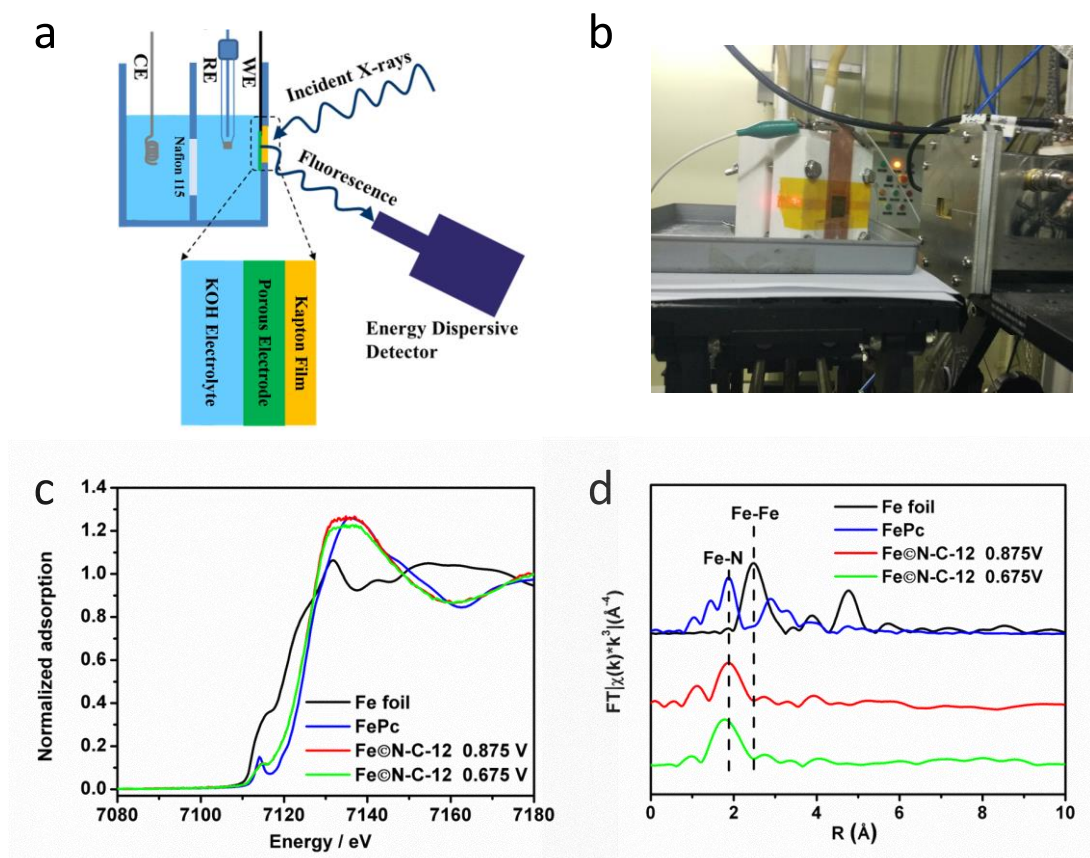 a
CE
RE
WE
Incident X-rays
Nafion 115
Fluorescence
KOH Electrolyte
Porous Electrode
Kapton Film
Energy Dispersive
Detector
b
c
Normalized adsorption
1.4
1.2
1.0
0.8
0.6
0.4
0.2
0.0
7080
7100
7120
7140
7160
7180
Energy / eV
Fe foil
FePc
Fe©N-C-12 0.875 V
Fe©N-C-12 0.675 V
d
FT|χ(k)*k³|(Å⁻⁴)
Fe-Fe
Fe-N
Fe foil
FePc
Fe©N-C-12 0.875V
Fe©N-C-12 0.675V
0
2
4
6
8
10
R (Å)